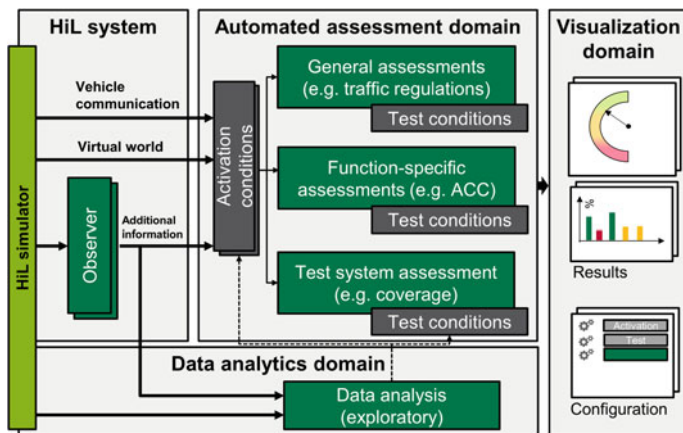 HiL system
Automated assessment domain
Visualization
domain
HiL simulator
Vehicle
communication
Virtual world
Observer
Additional
information
Activation
conditions
General assessments
(e.g. traffic regulations)
Test conditions
Function-specific
assessments (e.g. ACC)
Test conditions
Test system assessment
(e.g. coverage)
Test conditions
Results
Activation
Test
Configuration
Data analytics domain
Data analysis
(exploratory)